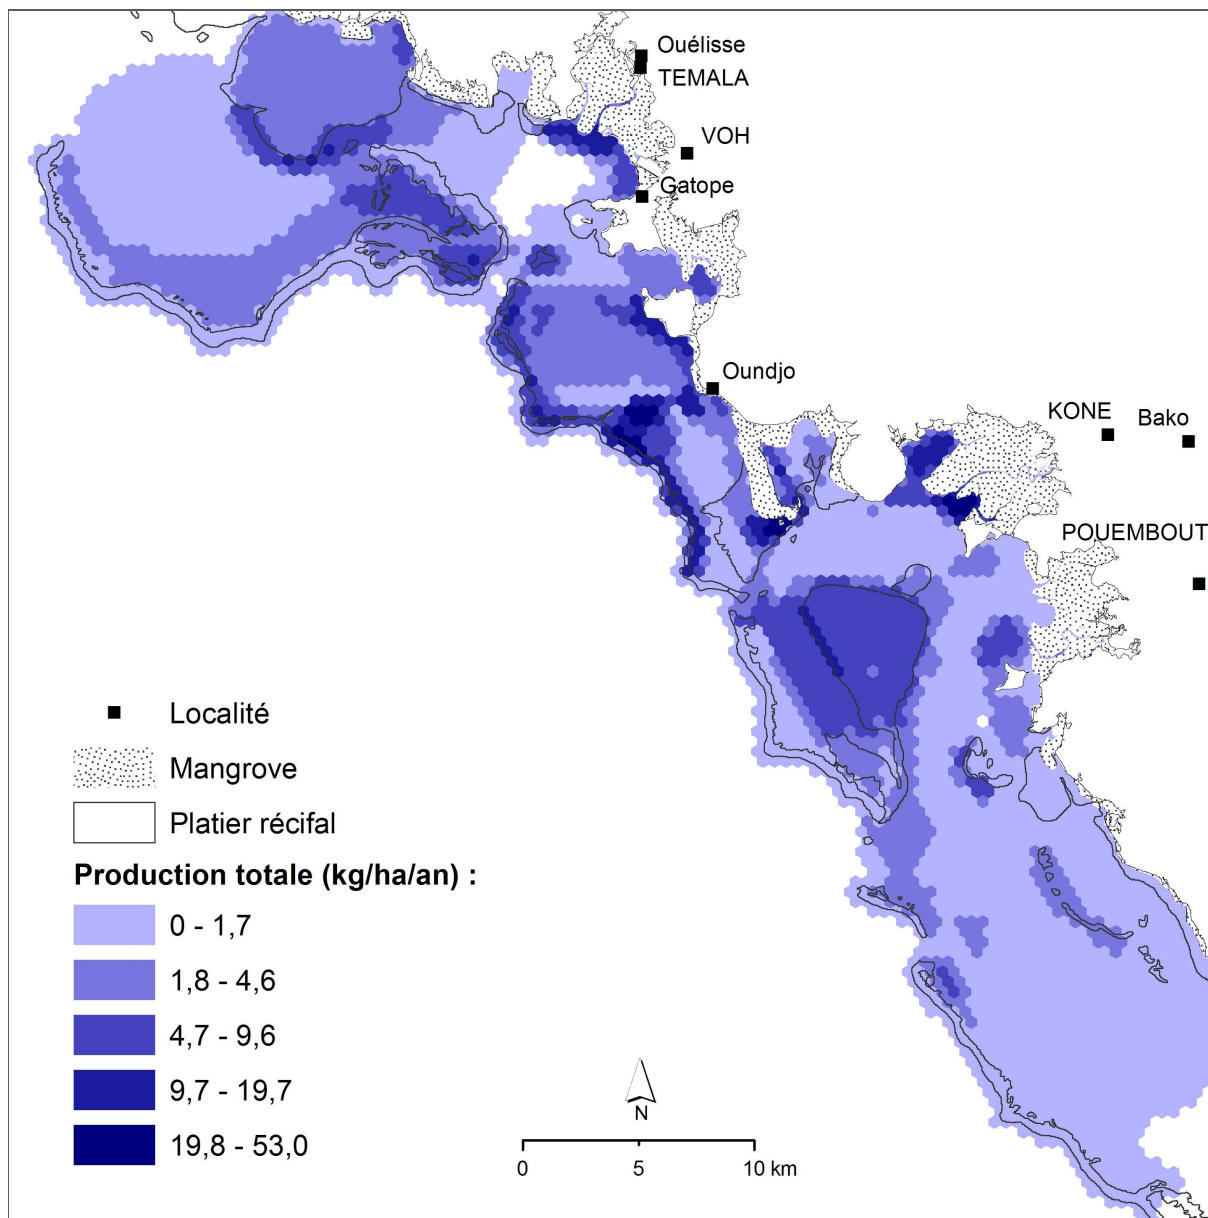 Ouélisse
TEMALA
VOH
Gatope
Oundjo
KONE
Bako
POUEMBOUT
Localité
Mangrove
Platier récifal
Production totale (kg/ha/an) :
0 - 1,7
1,8 - 4,6
4,7 - 9,6
9,7 - 19,7
19,8 - 53,0
N
0 5 10 km